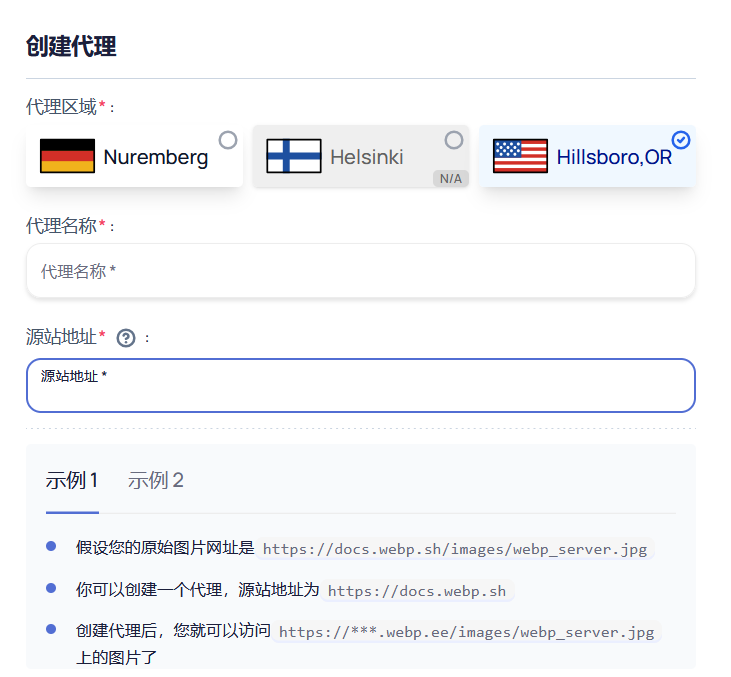 创建代理
代理区域* :
Nuremberg
Helsinki
N/A
Hillsboro,OR
代理名称* :
代理名称 *
源站地址* ? :
源站地址 *
示例 1 示例 2
假设您的原始图片网址是 https://docs.webp.sh/images/webp_server.jpg
你可以创建一个代理，源站地址为 https://docs.webp.sh
创建代理后，您就可以访问 https://***.webp.ee/images/webp_server.jpg
上的图片了